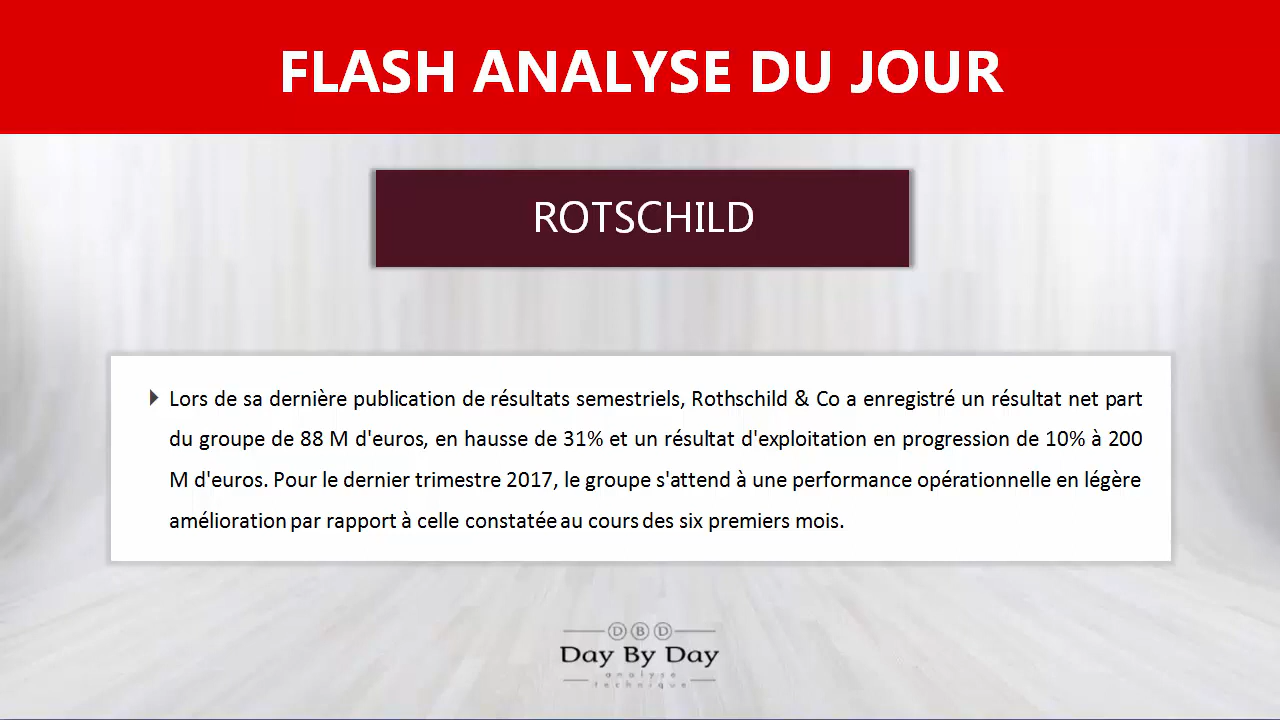 FLASH ANALYSE DU JOUR
ROTSCHILD
Lors de sa dernière publication de résultats semestriels, Rothschild & Co a enregistré un résultat net part
du groupe de 88 M d'euros, en hausse de 31% et un résultat d'exploitation en progression de 10% à 200
M d'euros. Pour le dernier trimestre 2017, le groupe s'attend à une performance opérationnelle en légère
amélioration par rapport à celle constatée au cours des six premiers mois.
DBD
Day By Day
analyse
technique